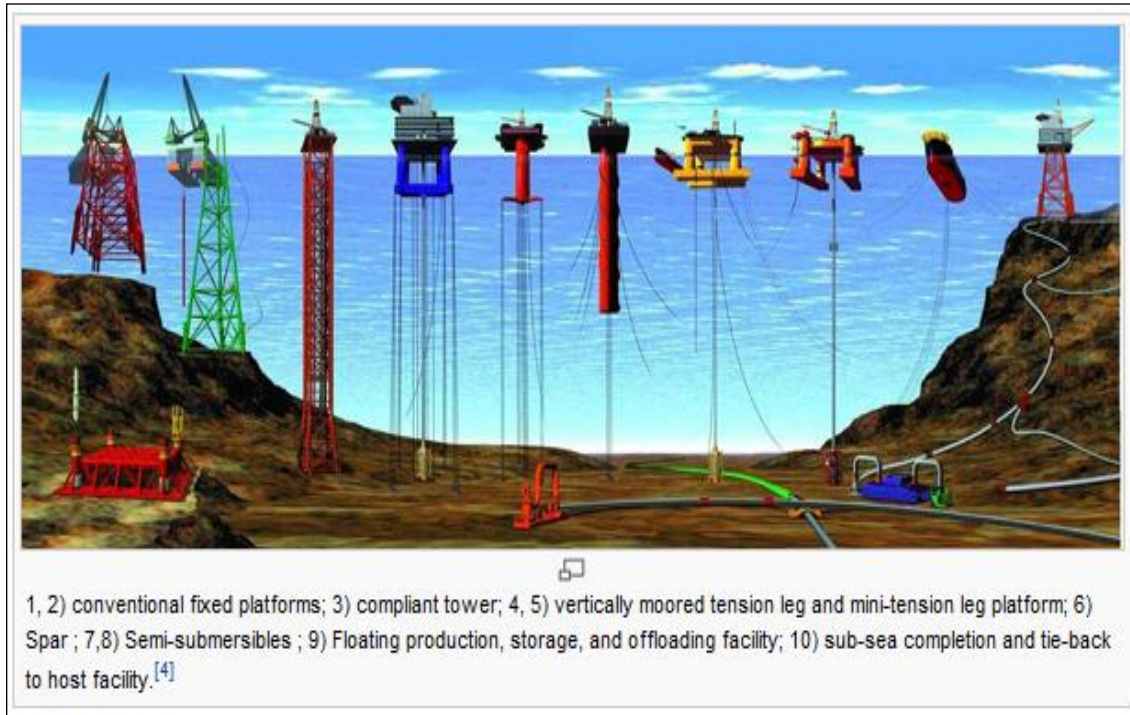 1, 2) conventional fixed platforms; 3) compliant tower; 4, 5) vertically moored tension leg and mini-tension leg platform; 6)
Spar ; 7,8) Semi-submersibles ; 9) Floating production, storage, and offloading facility; 10) sub-sea completion and tie-back
to host facility.[4]